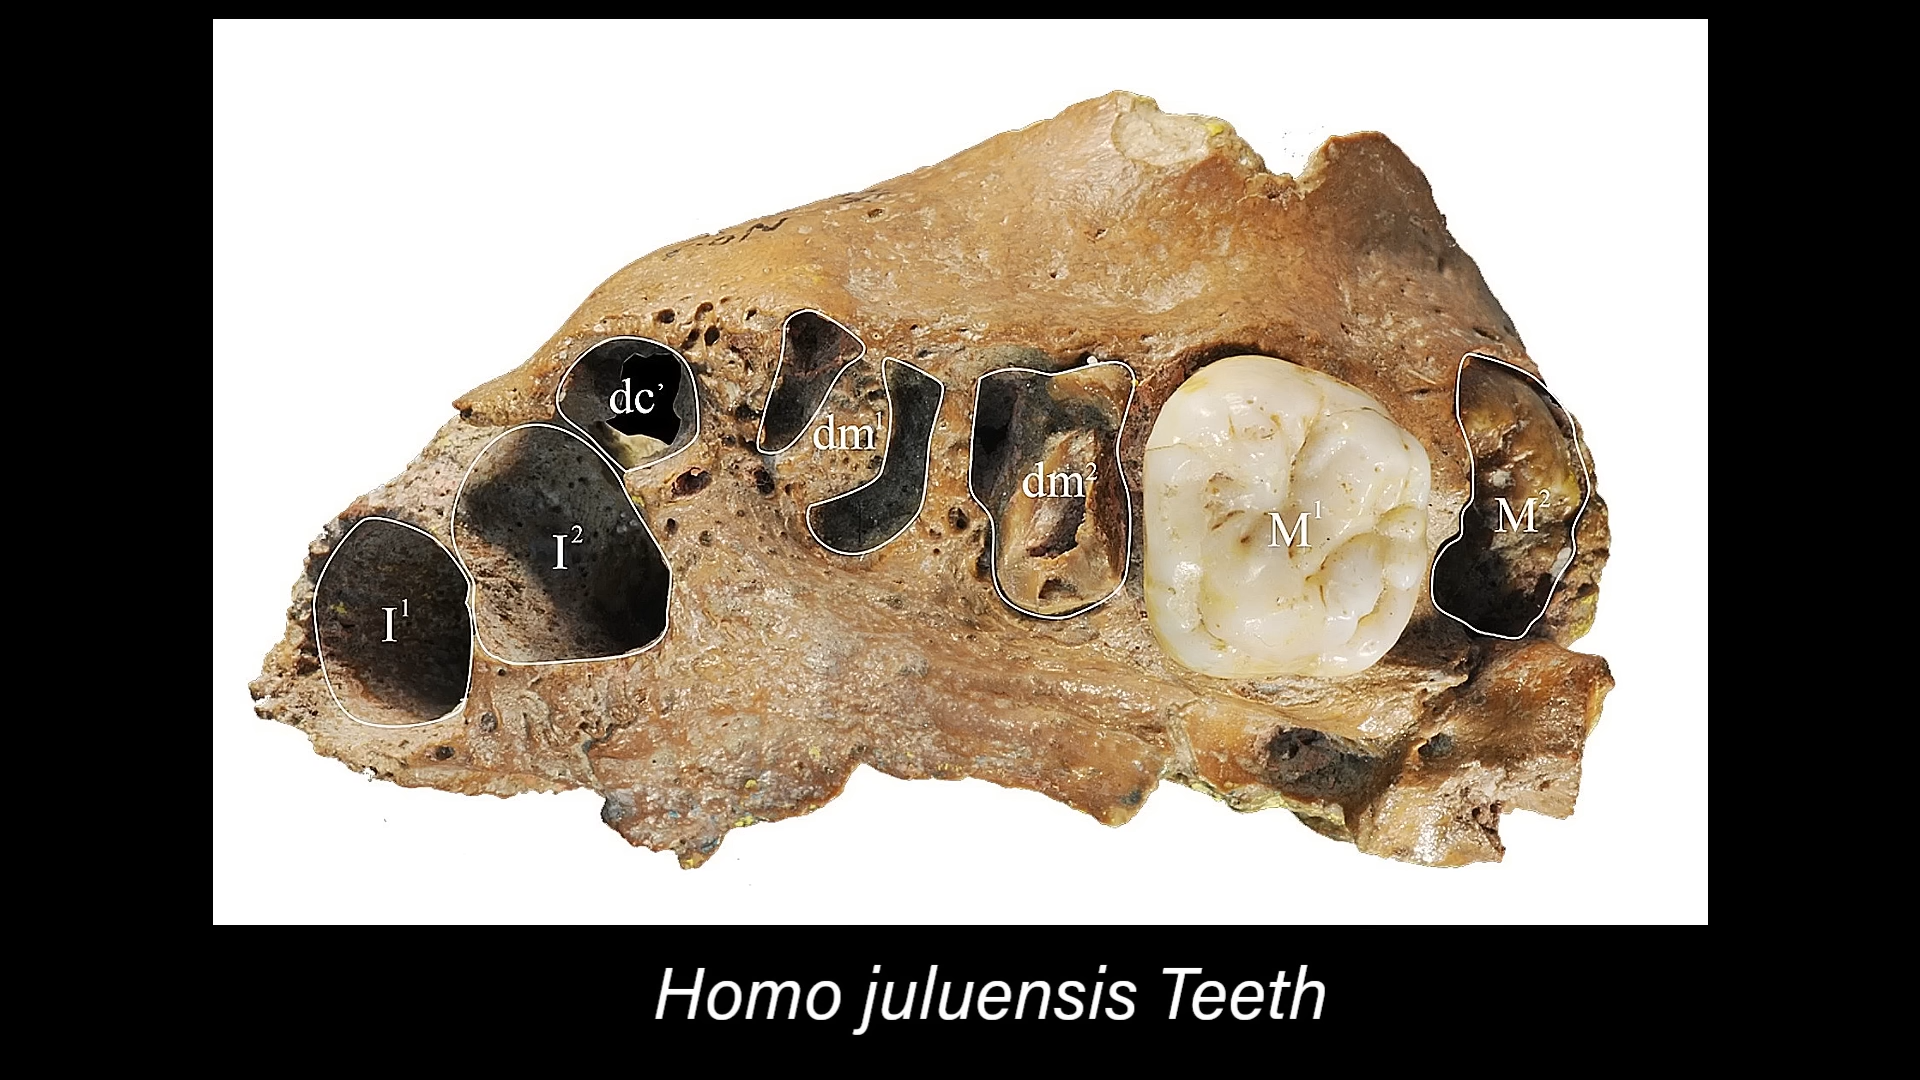 dc'
dm¹
dm²
I²
M²
M¹
I¹
Homo juluensis Teeth